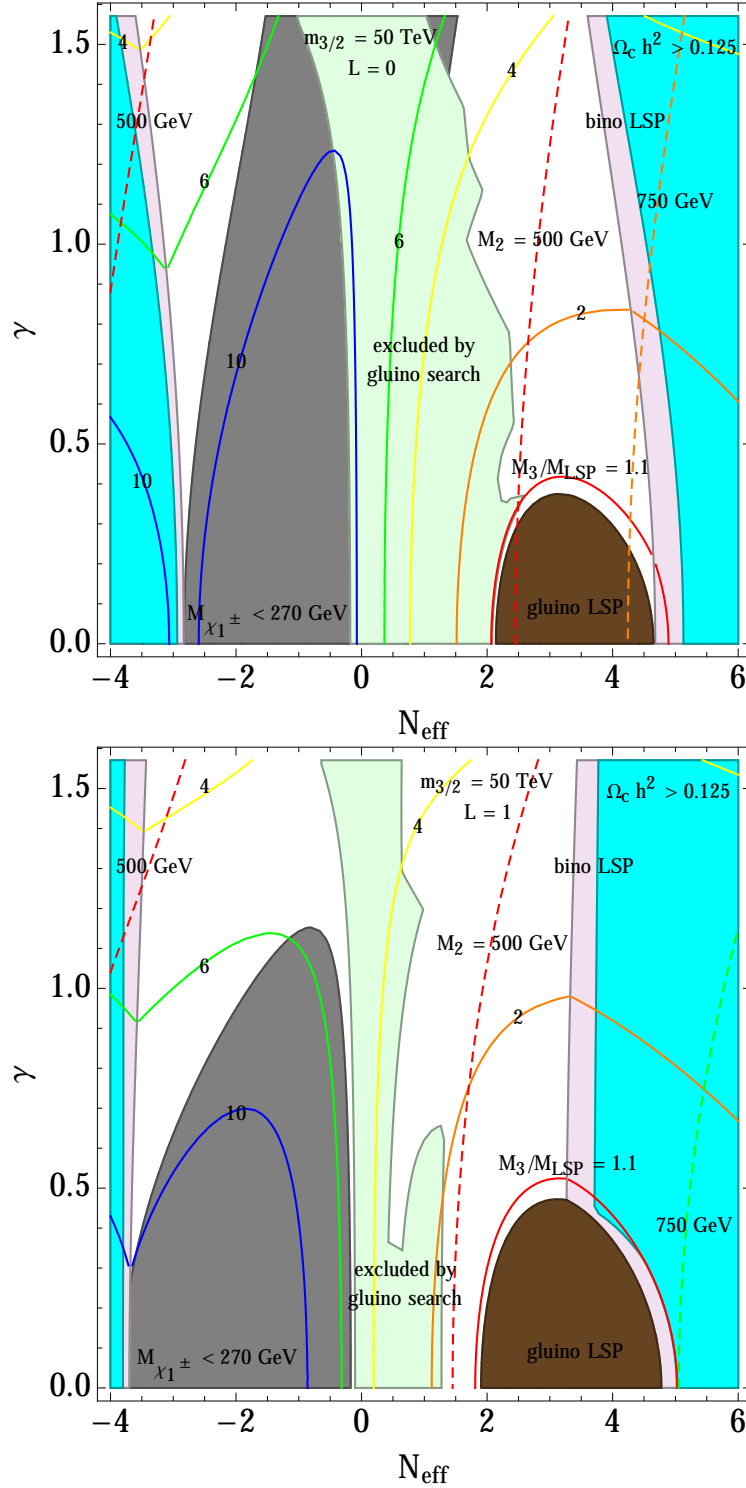 1.5
1.0
0.5
0.0
γ
4
m3/2 = 50 TeV
L = 0
4
Ωc h² > 0.125
500 GeV
bino LSP
6
750 GeV
6
M2 = 500 GeV
2
10
excluded by
gluino search
10
M3/MLSP = 1.1
Mχ1± < 270 GeV
gluino LSP
−4 −2 0 2 4 6
Neff
1.5
1.0
0.5
0.0
γ
4
m3/2 = 50 TeV
L = 1
4
Ωc h² > 0.125
500 GeV
bino LSP
6
M2 = 500 GeV
2
10
M3/MLSP = 1.1
750 GeV
excluded by
gluino search
Mχ1± < 270 GeV
gluino LSP
−4 −2 0 2 4 6
Neff